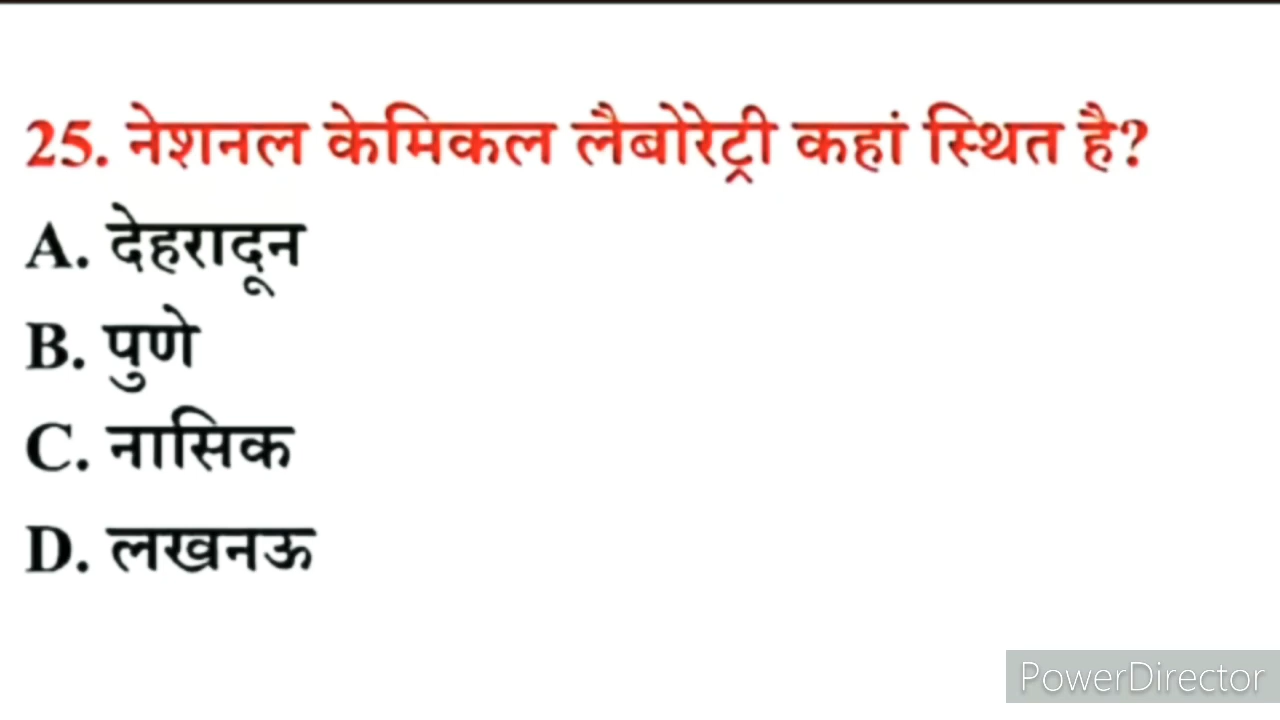 25. नेशनल केमिकल लैबोरेट्री कहां स्थित है?
A. देहरादून
B. पुणे
C. नासिक
D. लखनऊ
PowerDirector